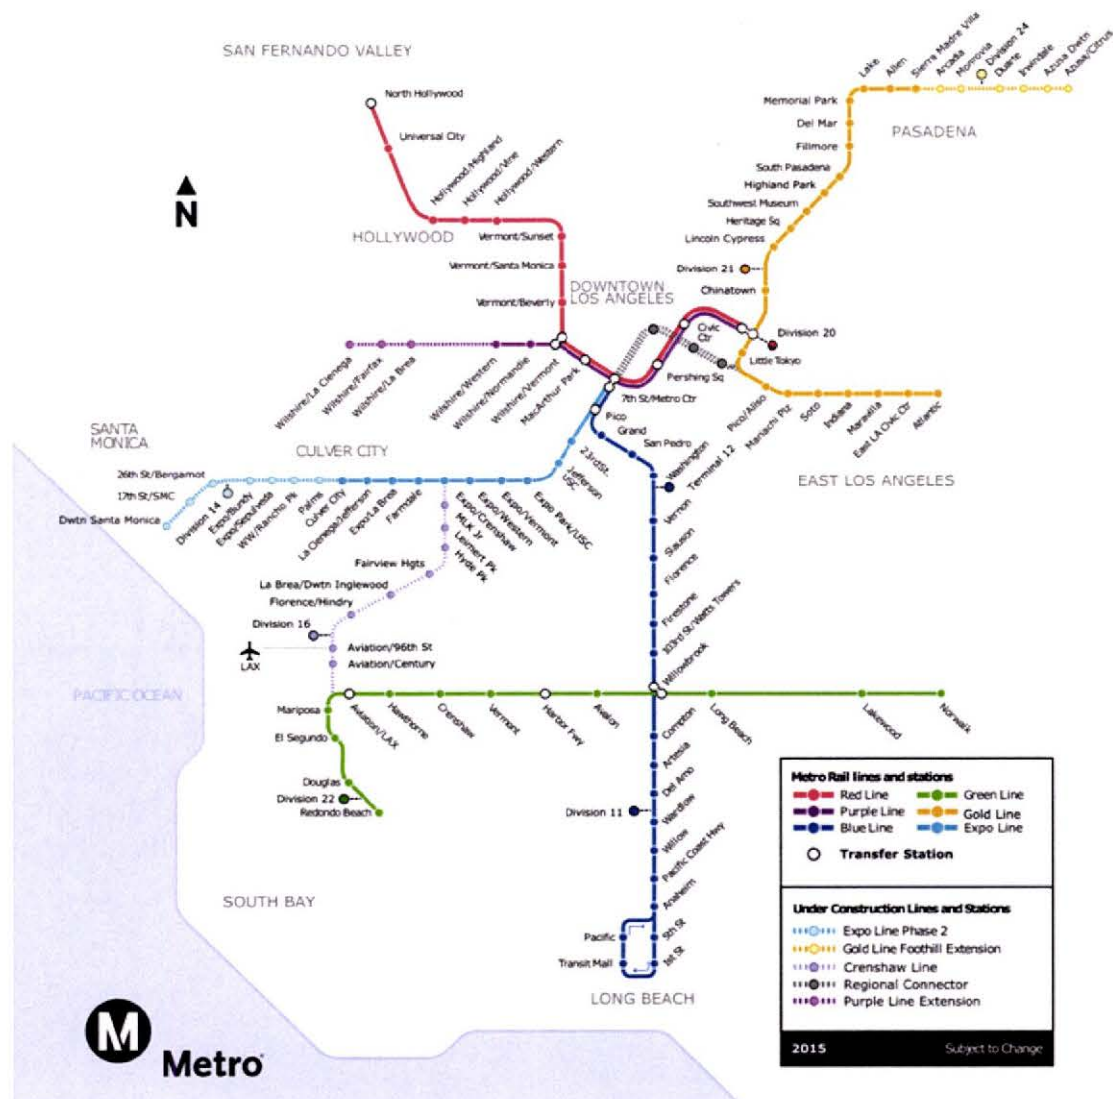 SAN FERNANDO VALLEY
North Hollywood
Universal City
Hollywood/Highland
Hollywood/Vine
Hollywood/Western
HOLLYWOOD
Vermont/Sunset
Vermont/Santa Monica
Vermont/Beverly
N
Lake
Allen
Sierra Madre Villa
Arcadia
Monrovia
Division 24
Duarte
Irwindale
Azusa Dwtn
Azusa/Citrus
Memorial Park
Del Mar
Fillmore
PASADENA
South Pasadena
Highland Park
Southwest Museum
Heritage Sq
Lincoln Cypress
Division 21
Chinatown
DOWNTOWN
LOS ANGELES
Civic
Ctr
Division 20
Little Tokyo
Pershing Sq
7th St/Metro Ctr
Wilshire/La Cienega
Wilshire/Fairfax
Wilshire/La Brea
Wilshire/Western
Wilshire/Normandie
Wilshire/Vermont
MacArthur Park
Pico/Aliso
Mariachi Plz
Soto
Indiana
Maravilla
East LA Civic Ctr
Atlantic
EAST LOS ANGELES
Pico
Grand
San Pedro
Washington
Terminal 12
Vernon
Slauson
Florence
Firestone
103rd St/Watts Towers
Willowbrook
SANTA
MONICA
CULVER CITY
26th St/Bergamot
17th St/SMC
Dwtn Santa Monica
Division 14
Expo/Bundy
Expo/Sepulveda
WW/Rancho Pk
Palms
Culver City
La Cienega/Jefferson
Expo/La Brea
Farmdale
Expo/Crenshaw
Expo/Western
Expo/Vermont
Expo Park/USC
Jefferson
USC
23rd St.
MLK Jr
Leimert Pk
Hyde Pk
Fairview Hgts
La Brea/Dwtn Inglewood
Florence/Hindry
Division 16
LAX
Aviation/96th St
Aviation/Century
PACIFIC OCEAN
Mariposa
El Segundo
Douglas
Division 22
Redondo Beach
Aviation/LAX
Hawthorne
Crenshaw
Vermont
Harbor Fwy
Avalon
Long Beach
Lakewood
Norwalk
Compton
Artesia
Del Amo
Division 11
Wardlow
Willow
Pacific Coast Hwy
Anaheim
Pacific
5th St
Transit Mall
1st St
SOUTH BAY
LONG BEACH
Metro Rail lines and stations
Red Line
Green Line
Purple Line
Gold Line
Blue Line
Expo Line
Transfer Station
Under Construction Lines and Stations
Expo Line Phase 2
Gold Line Foothill Extension
Crenshaw Line
Regional Connector
Purple Line Extension
2015
Subject to Change
M
Metro